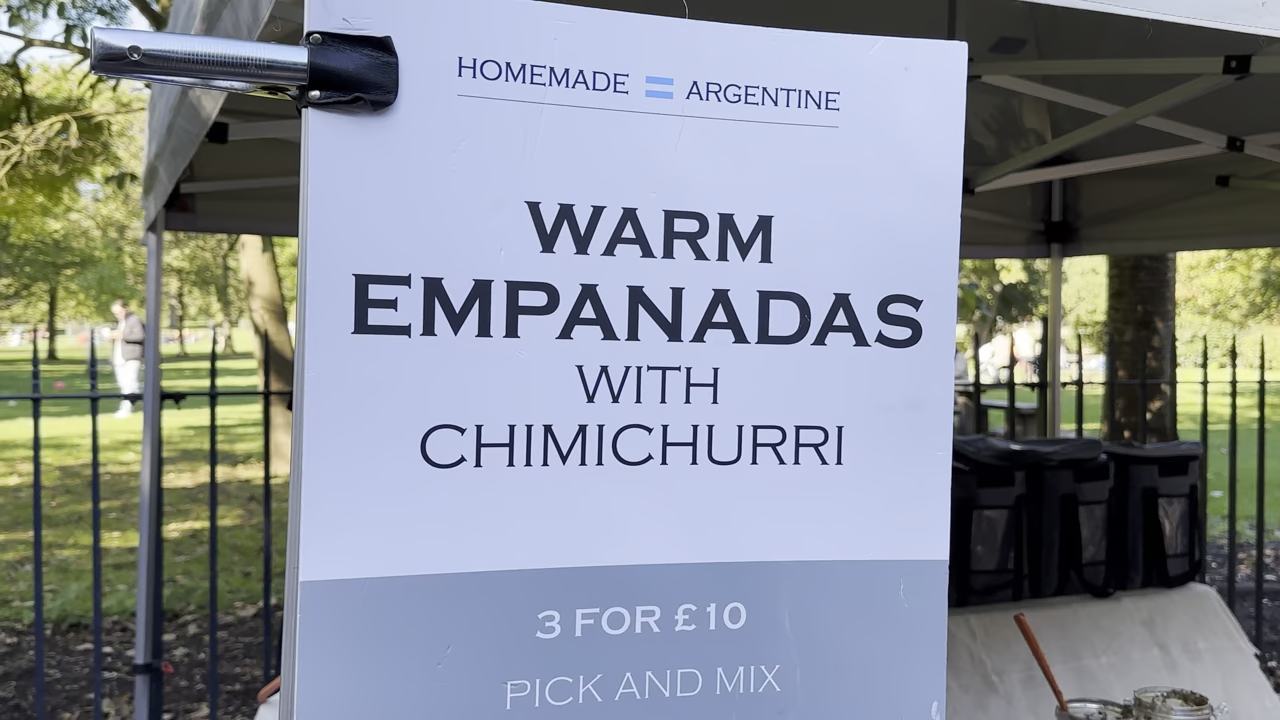 HOMEMADE ARGENTINE
WARM
EMPANADAS
WITH
CHIMICHURRI
3 FOR £10
PICK AND MIX